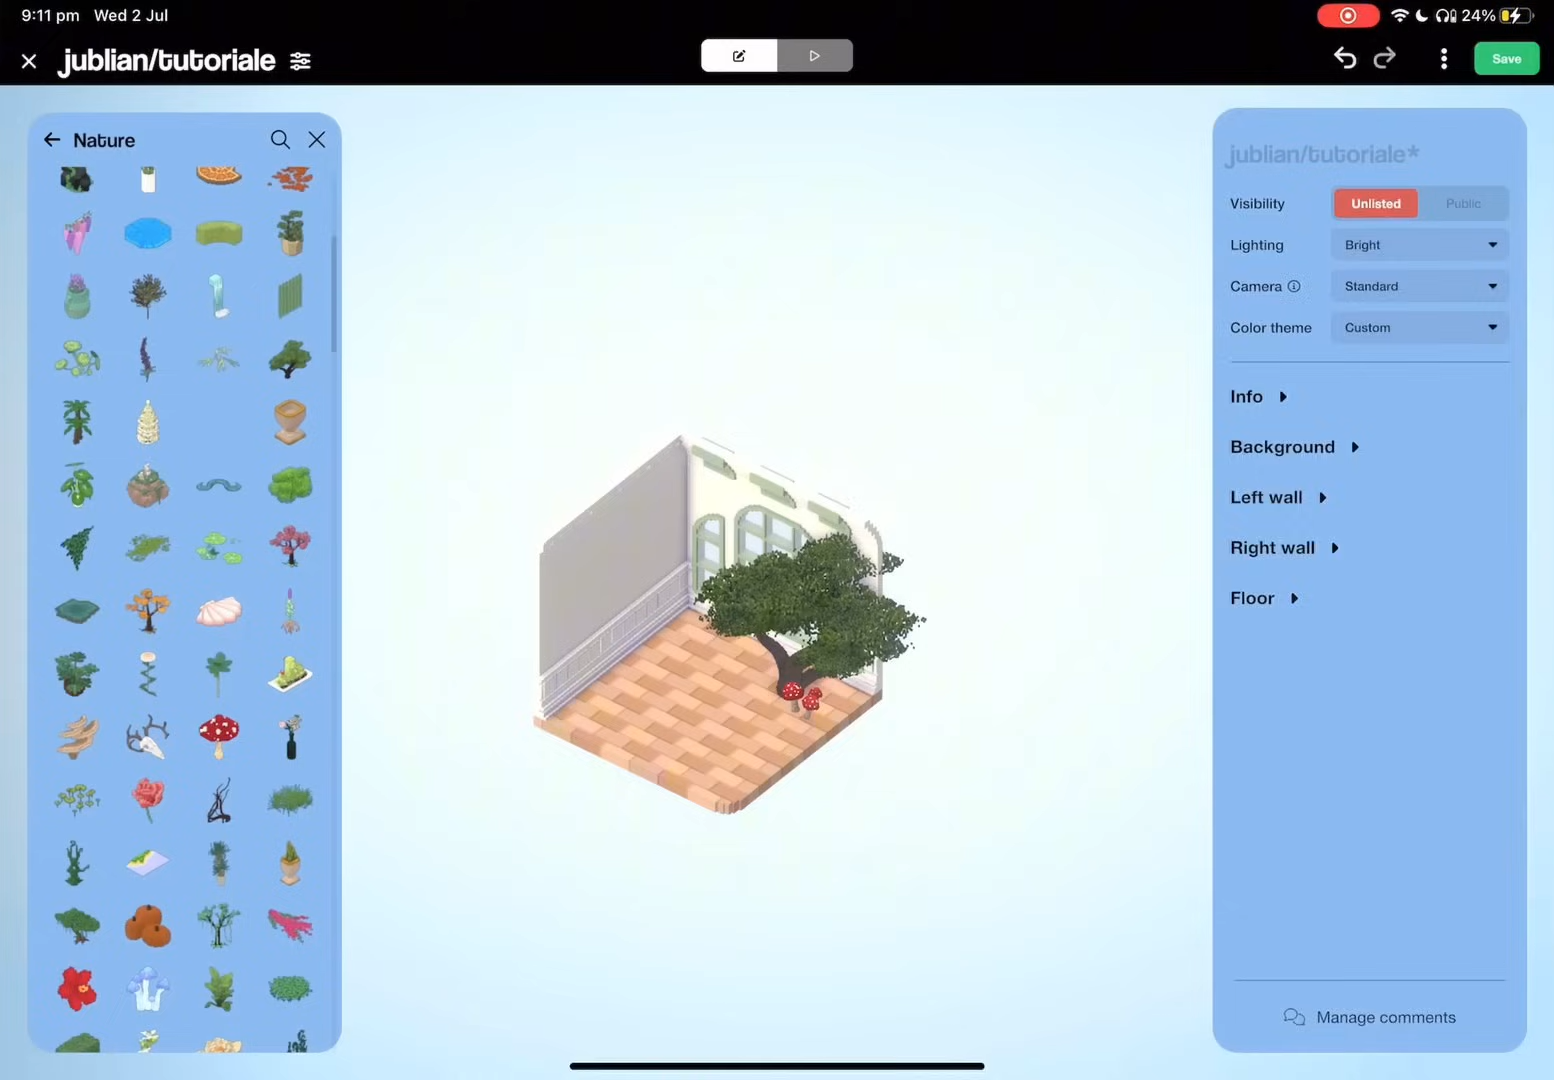 9:11 pm Wed 2 Jul
24%
jublian/tutoriale
Save
Nature
jublian/tutoriale*
Visibility Unlisted Public
Lighting Bright
Camera Standard
Color theme Custom
Info
Background
Left wall
Right wall
Floor
Manage comments